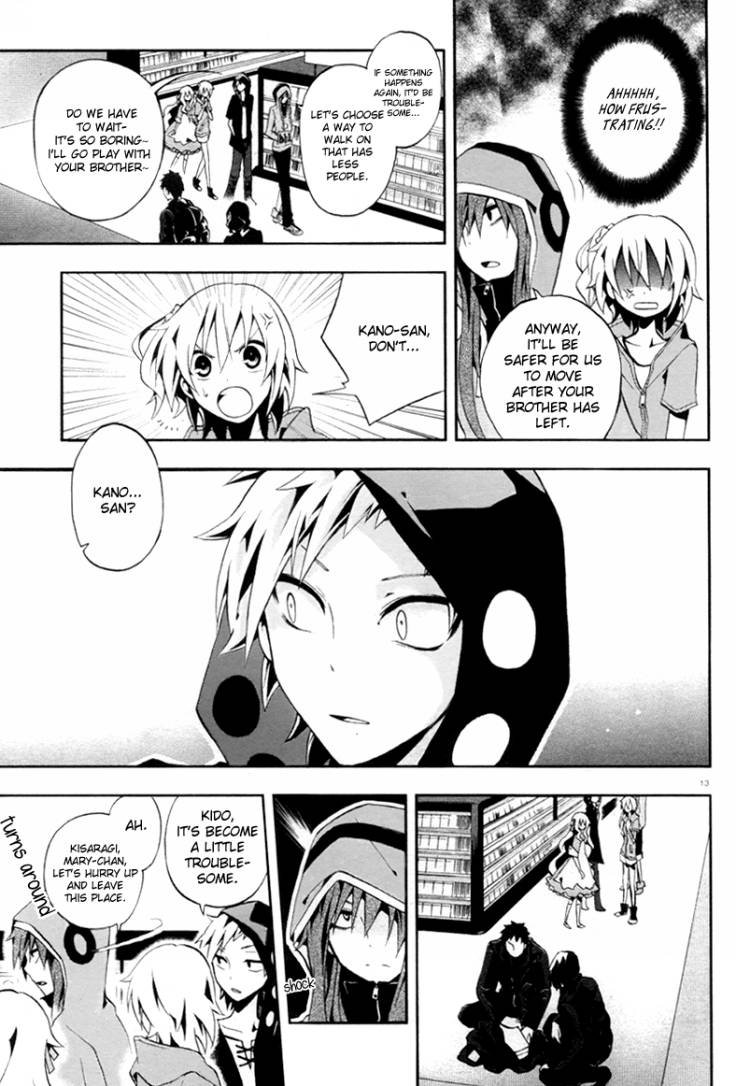 AHHHHH,
HOW FRUS-
TRATING!!
ANYWAY,
IT'LL BE
SAFER FOR US
TO MOVE
AFTER YOUR
BROTHER HAS
LEFT.
IF SOMETHING
HAPPENS
AGAIN, IT'D BE
TROUBLE-
SOME...
LET'S CHOOSE
A WAY TO
WALK ON
THAT HAS
LESS
PEOPLE.
DO WE HAVE
TO WAIT~
IT'S SO BORING~
I'LL GO PLAY WITH
YOUR BROTHER~
KANO-SAN,
DON'T...
KANO...
SAN?
13
shock
KIDO,
IT'S BECOME
A LITTLE
TROUBLE-
SOME.
AH.
KISARAGI,
MARY-CHAN,
LET'S HURRY UP
AND LEAVE
THIS PLACE.
turns around